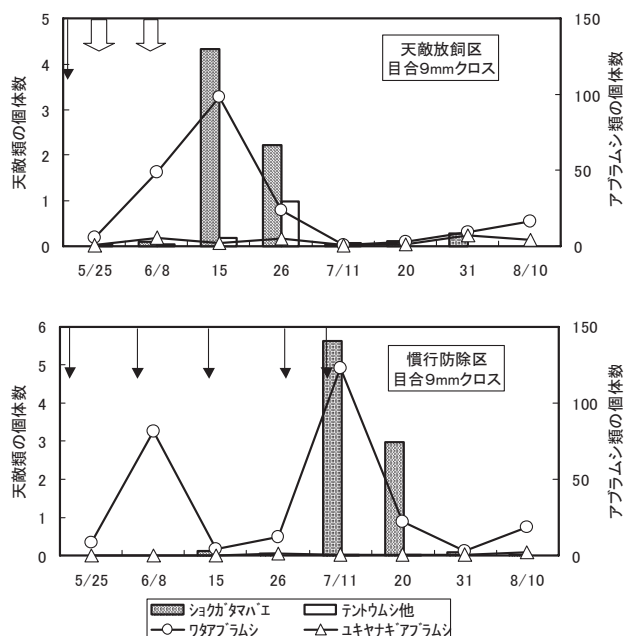 5
4
3
2
1
0
天敵類の個体数
150
100
50
0
アブラムシ類の個体数
天敵放飼区
目合9mmクロス
5/25 6/8 15 26 7/11 20 31 8/10
6
5
4
3
2
1
0
天敵類の個体数
150
100
50
0
アブラムシ類の個体数
慣行防除区
目合9mmクロス
5/25 6/8 15 26 7/11 20 31 8/10
ショクガタマバエ テントウムシ他
ワタアブラムシ ユキヤナギアブラムシ